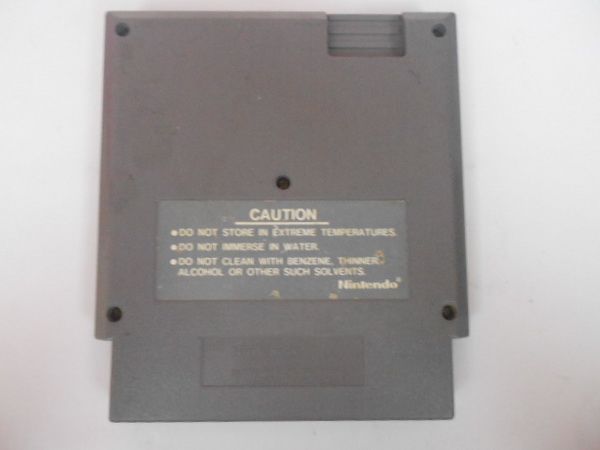 CAUTION
●DO NOT STORE IN EXTREME TEMPERATURES.
●DO NOT IMMERSE IN WATER.
●DO NOT CLEAN WITH BENZENE, THINNER,
ALCOHOL OR OTHER SUCH SOLVENTS.
Nintendo®